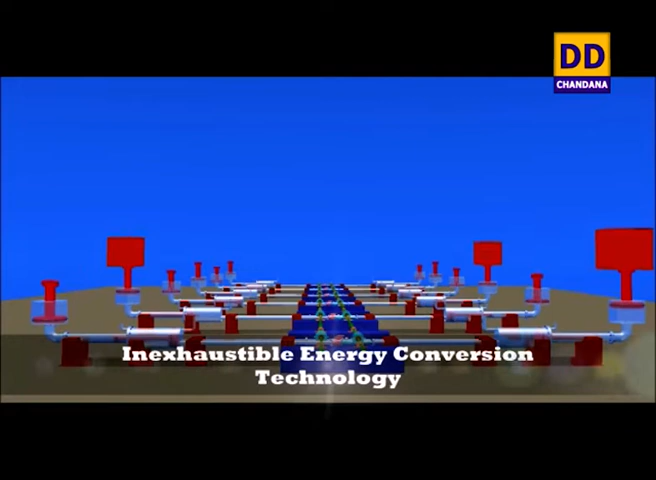 DD
CHANDANA
Inexhaustible Energy Conversion
Technology